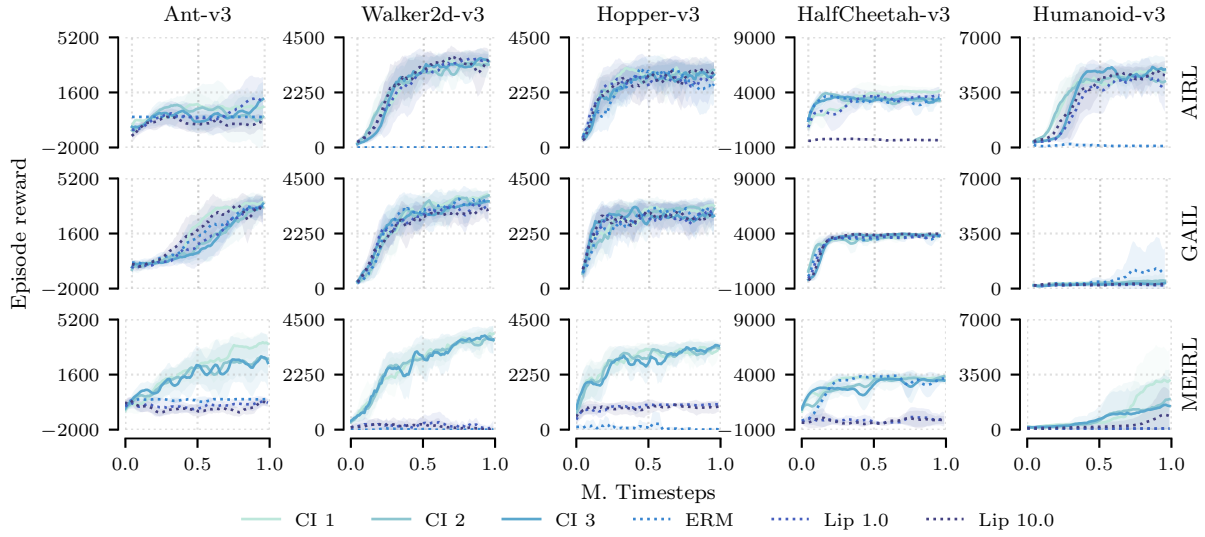 Ant-v3 Walker2d-v3 Hopper-v3 HalfCheetah-v3 Humanoid-v3
5200 4500 4500 9000 7000
1600 2250 2250 4000 3500
−2000 0 0 −1000 0
AIRL
5200 4500 4500 9000 7000
1600 2250 2250 4000 3500
−2000 0 0 −1000 0
GAIL
Episode reward
5200 4500 4500 9000 7000
1600 2250 2250 4000 3500
−2000 0 0 −1000 0
MEIRL
0.0 0.5 1.0 0.0 0.5 1.0 0.0 0.5 1.0 0.0 0.5 1.0 0.0 0.5 1.0
M. Timesteps
CI 1 CI 2 CI 3 ERM Lip 1.0 Lip 10.0